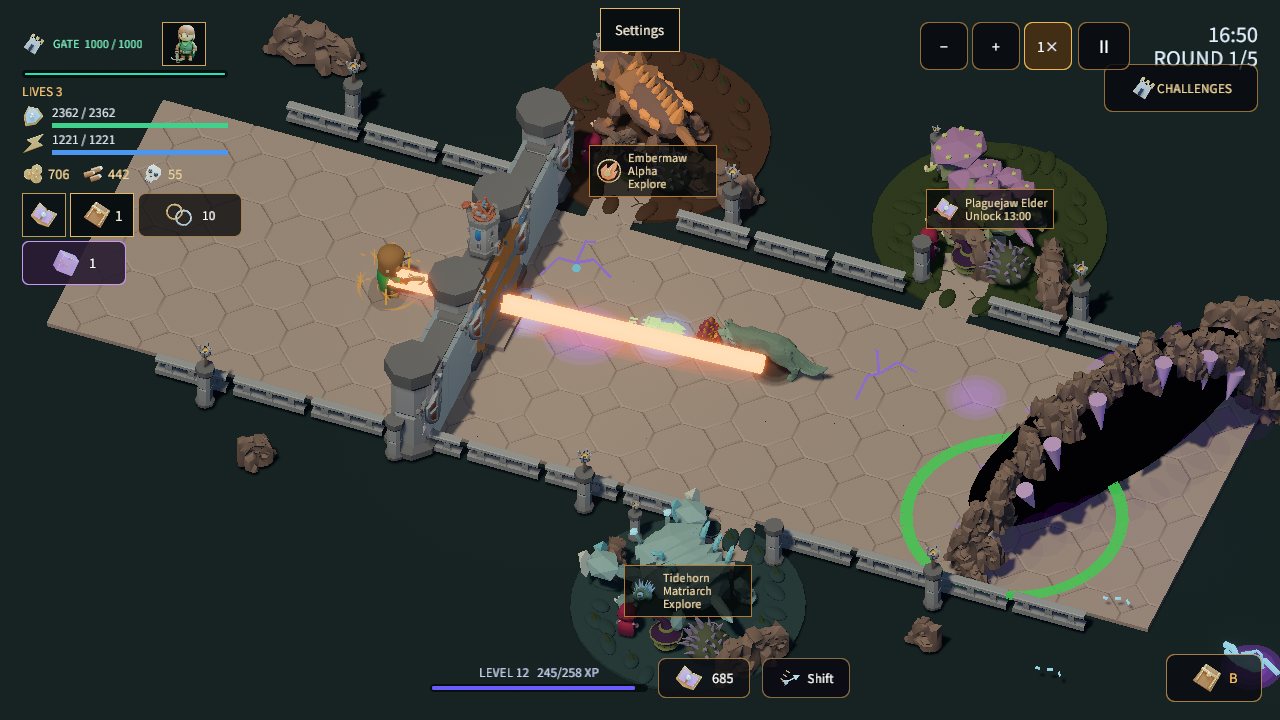 GATE 1000 / 1000
Settings
−
+
1×
16:50
ROUND 1/5
CHALLENGES
LIVES 3
2362 / 2362
1221 / 1221
706
442
55
1
10
1
Embermaw
Alpha
Explore
Plaguejaw Elder
Unlock 13:00
Tidehorn
Matriarch
Explore
LEVEL 12 245/258 XP
685
Shift
B